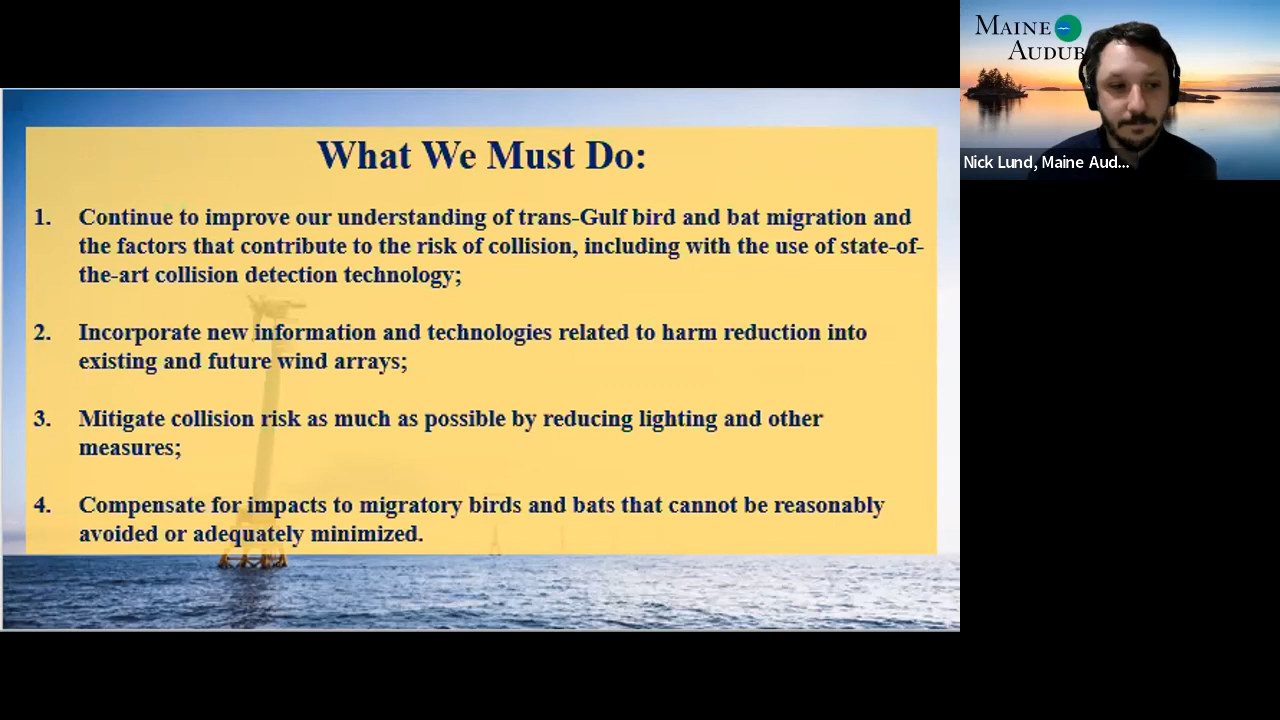 What We Must Do:
1. Continue to improve our understanding of trans-Gulf bird and bat migration and
the factors that contribute to the risk of collision, including with the use of state-of-
the-art collision detection technology;
2. Incorporate new information and technologies related to harm reduction into
existing and future wind arrays;
3. Mitigate collision risk as much as possible by reducing lighting and other
measures;
4. Compensate for impacts to migratory birds and bats that cannot be reasonably
avoided or adequately minimized.
MAINE
AUDUB
Nick Lund, Maine Aud...